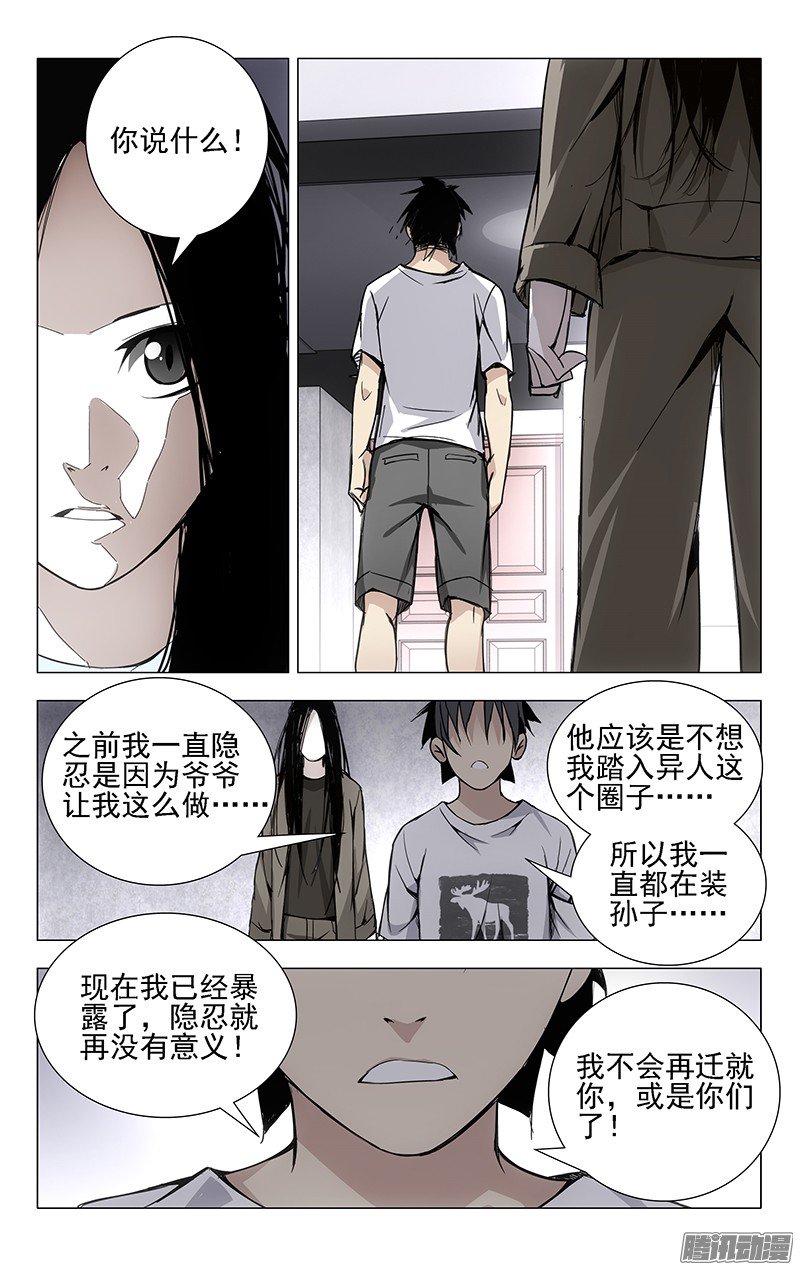 你说什么！
之前我一直隐
忍是因为爷爷
让我这么做……
他应该是不想
我踏入异人这
个圈子……
所以我一
直都在装
孙子……
现在我已经暴
露了，隐忍就
再没有意义！
我不会再迁就
你，或是你们
了！
腾讯动漫